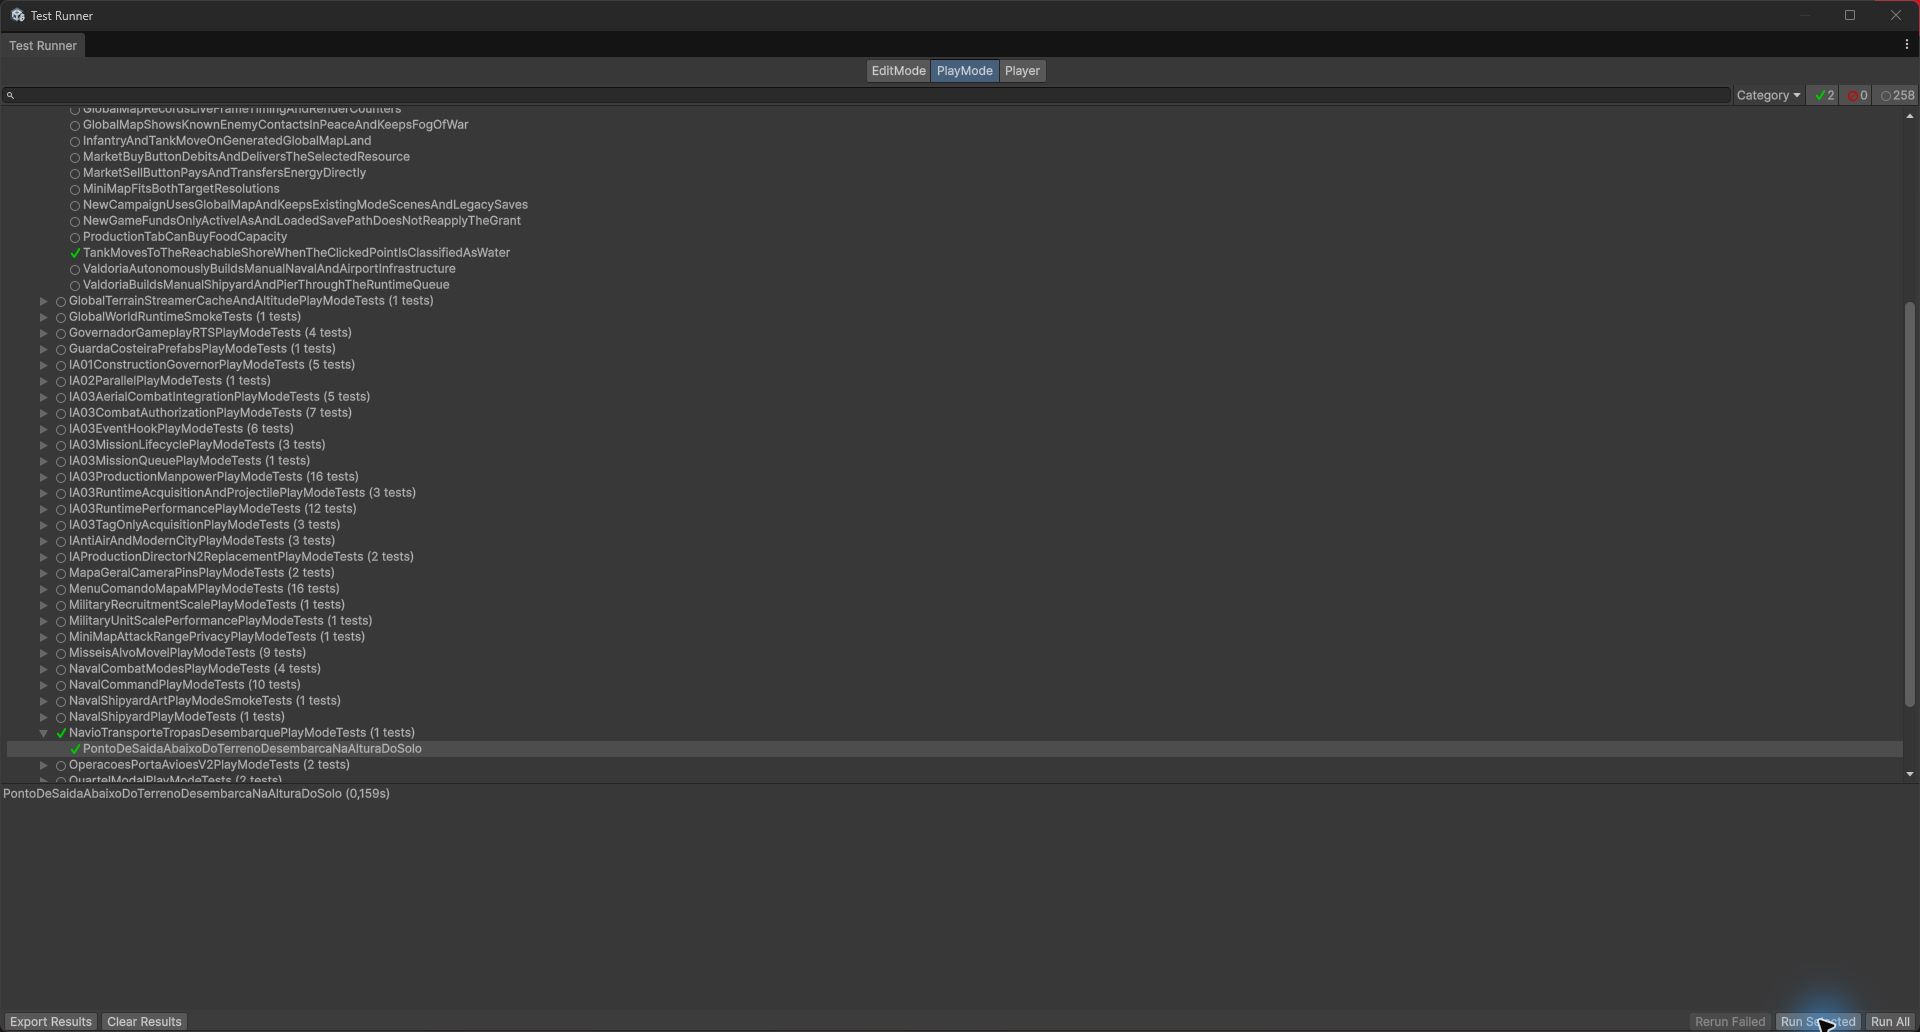 Test Runner
Test Runner
EditMode PlayMode Player
Category 2 0 258
GlobalMapRecordsLiveFrameTimingAndRenderCounters
GlobalMapShowsKnownEnemyContactsInPeaceAndKeepsFogOfWar
InfantryAndTankMoveOnGeneratedGlobalMapLand
MarketBuyButtonDebitsAndDeliversTheSelectedResource
MarketSellButtonPaysAndTransfersEnergyDirectly
MiniMapFitsBothTargetResolutions
NewCampaignUsesGlobalMapAndKeepsExistingModeScenesAndLegacySaves
NewGameFundsOnlyActiveIAsAndLoadedSavePathDoesNotReapplyTheGrant
ProductionTabCanBuyFoodCapacity
TankMovesToTheReachableShoreWhenTheClickedPointIsClassifiedAsWater
ValdoriaAutonomouslyBuildsManualNavalAndAirportInfrastructure
ValdoriaBuildsManualShipyardAndPierThroughTheRuntimeQueue
GlobalTerrainStreamerCacheAndAltitudePlayModeTests (1 tests)
GlobalWorldRuntimeSmokeTests (1 tests)
GovernadorGameplayRTSPlayModeTests (4 tests)
GuardaCosteiraPrefabsPlayModeTests (1 tests)
IA01ConstructionGovernorPlayModeTests (5 tests)
IA02ParallelPlayModeTests (1 tests)
IA03AerialCombatIntegrationPlayModeTests (5 tests)
IA03CombatAuthorizationPlayModeTests (7 tests)
IA03EventHookPlayModeTests (6 tests)
IA03MissionLifecyclePlayModeTests (3 tests)
IA03MissionQueuePlayModeTests (1 tests)
IA03ProductionManpowerPlayModeTests (16 tests)
IA03RuntimeAcquisitionAndProjectilePlayModeTests (3 tests)
IA03RuntimePerformancePlayModeTests (12 tests)
IA03TagOnlyAcquisitionPlayModeTests (3 tests)
IAntiAirAndModernCityPlayModeTests (3 tests)
IAProductionDirectorN2ReplacementPlayModeTests (2 tests)
MapaGeralCameraPinsPlayModeTests (2 tests)
MenuComandoMapaMPlayModeTests (16 tests)
MilitaryRecruitmentScalePlayModeTests (1 tests)
MilitaryUnitScalePerformancePlayModeTests (1 tests)
MiniMapAttackRangePrivacyPlayModeTests (1 tests)
MisseisAlvoMovelPlayModeTests (9 tests)
NavalCombatModesPlayModeTests (4 tests)
NavalCommandPlayModeTests (10 tests)
NavalShipyardArtPlayModeSmokeTests (1 tests)
NavalShipyardPlayModeTests (1 tests)
NavioTransporteTropasDesembarquePlayModeTests (1 tests)
PontoDeSaidaAbaixoDoTerrenoDesembarcaNaAlturaDoSolo
OperacoesPortaAvioesV2PlayModeTests (2 tests)
QuartelModalPlayModeTests (2 tests)
PontoDeSaidaAbaixoDoTerrenoDesembarcaNaAlturaDoSolo (0,159s)
Export Results Clear Results Rerun Failed Run Selected Run All